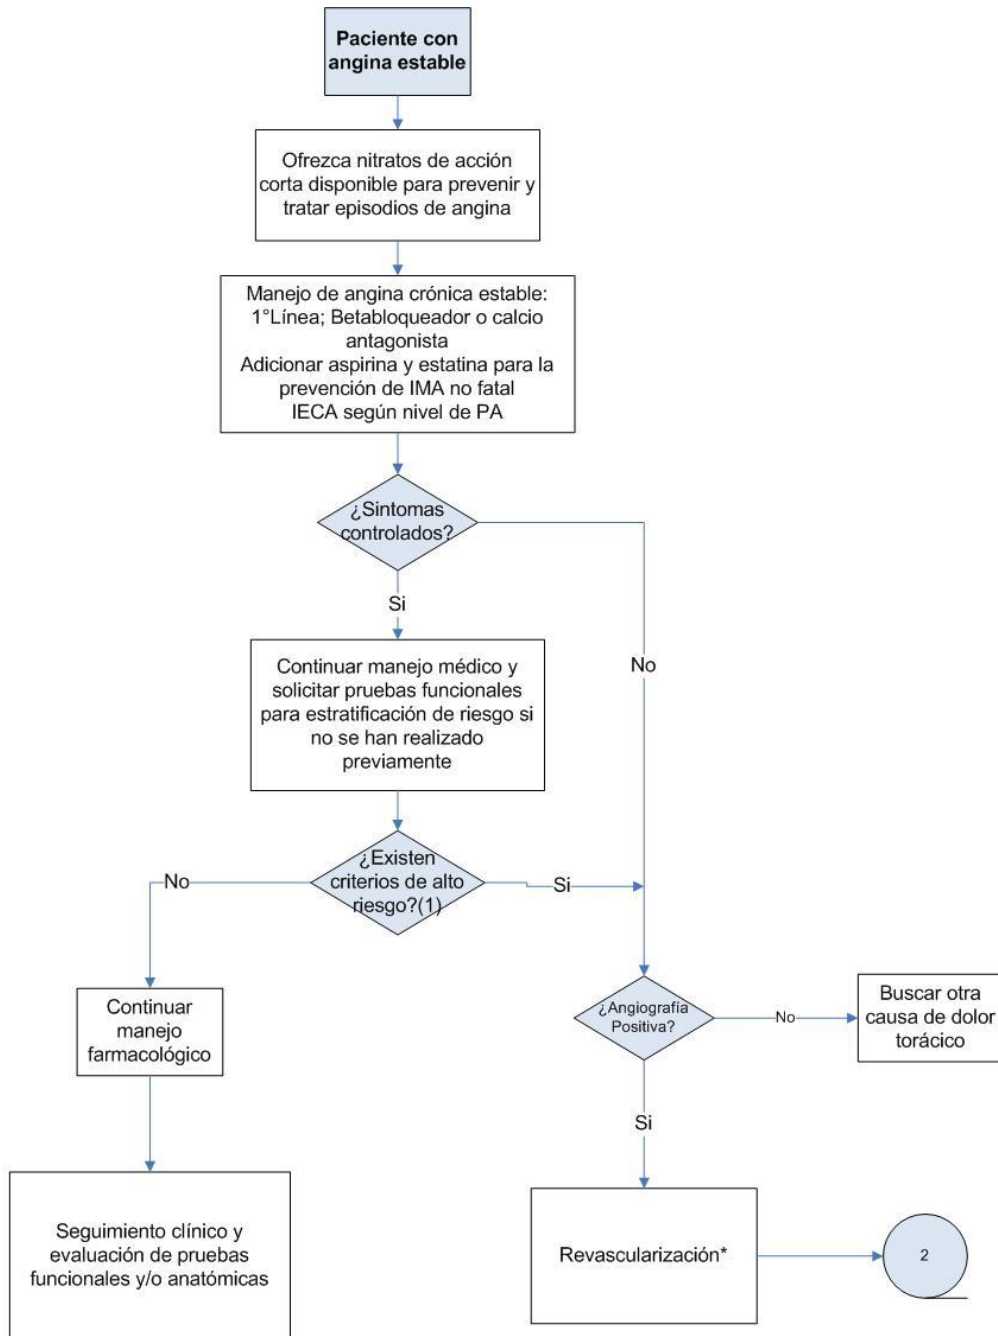 Paciente con
angina estable
Ofrezca nitratos de acción
corta disponible para prevenir y
tratar episodios de angina
Manejo de angina crónica estable:
1°Línea; Betabloqueador o calcio
antagonista
Adicionar aspirina y estatina para la
prevención de IMA no fatal
IECA según nivel de PA
¿Sintomas
controlados?
Si
No
Continuar manejo médico y
solicitar pruebas funcionales
para estratificación de riesgo si
no se han realizado
previamente
¿Existen
criterios de alto
riesgo?(1)
No
Si
Continuar
manejo
farmacológico
¿Angiografía
Positiva?
No
Buscar otra
causa de dolor
torácico
Si
Seguimiento clínico y
evaluación de pruebas
funcionales y/o anatómicas
Revascularización*
2